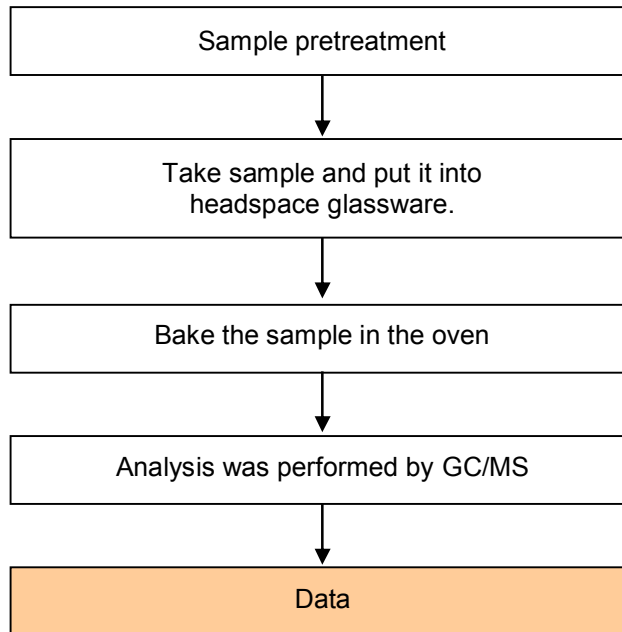 Sample pretreatment
Take sample and put it into
headspace glassware.
Bake the sample in the oven
Analysis was performed by GC/MS
Data